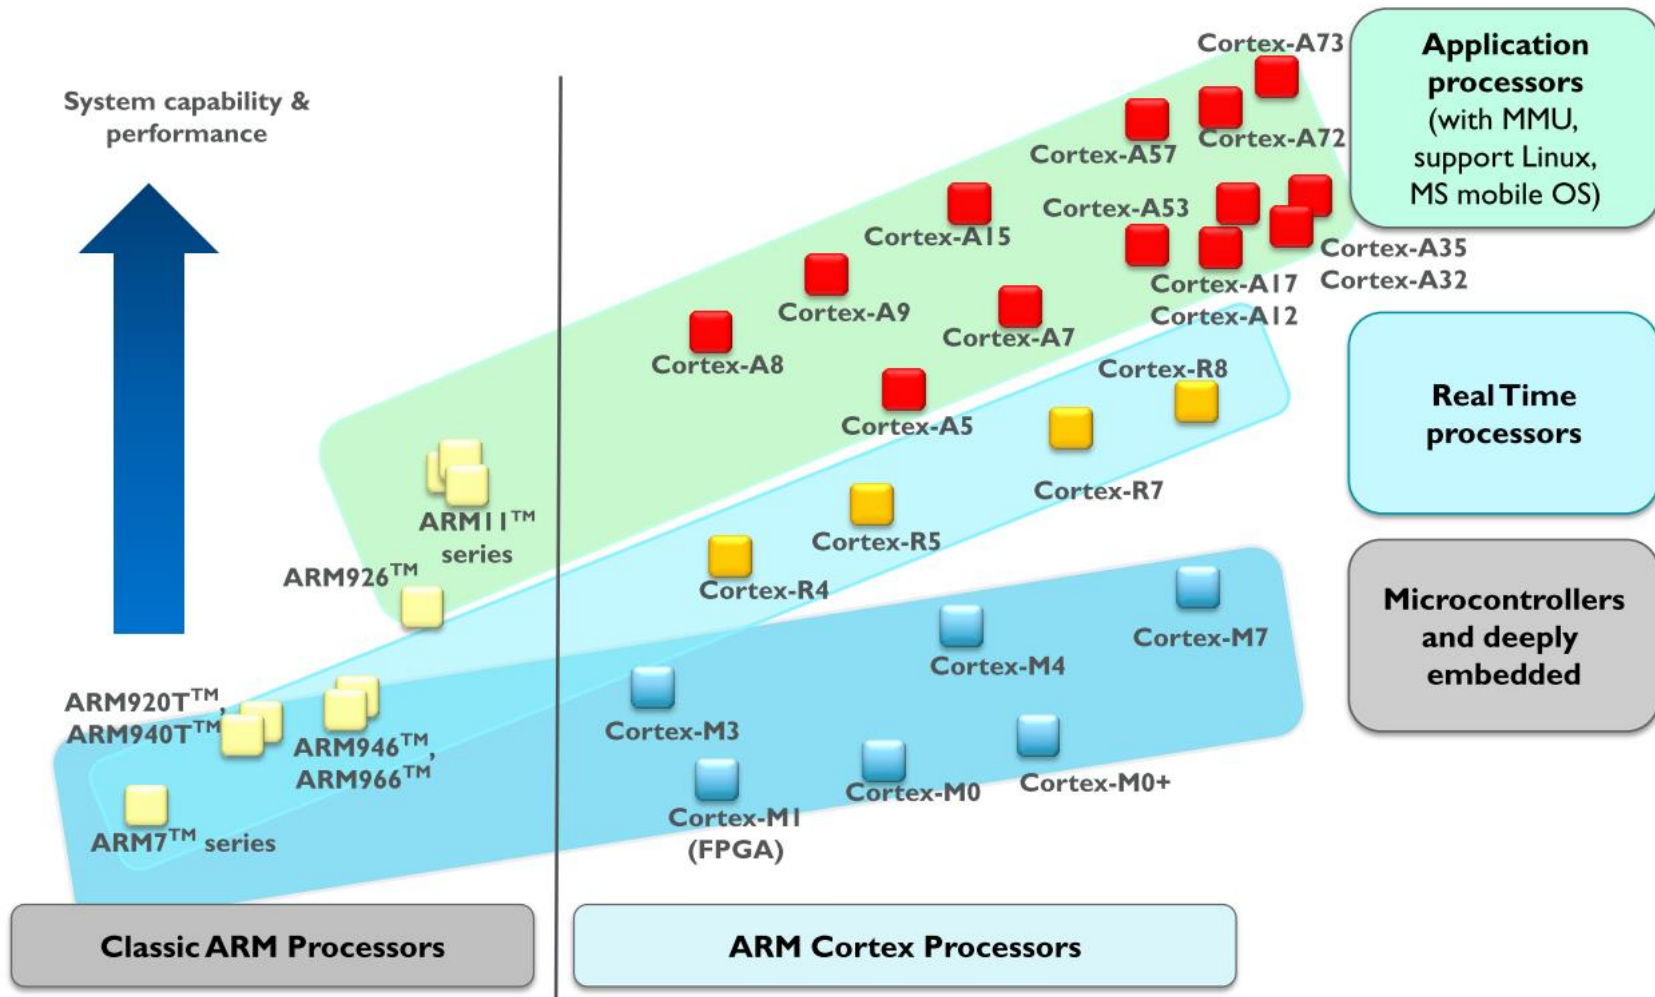 System capability &
performance
Cortex-A73
Cortex-A72
Cortex-A57
Cortex-A53
Cortex-A15
Cortex-A35
Cortex-A32
Cortex-A17
Cortex-A12
Cortex-A9
Cortex-A7
Cortex-A8
Cortex-A5
Cortex-R8
Cortex-R7
Cortex-R5
Cortex-R4
ARM11™
series
ARM926™
ARM920T™,
ARM940T™
ARM946™,
ARM966™
ARM7™ series
Cortex-M7
Cortex-M4
Cortex-M3
Cortex-M0+
Cortex-M0
Cortex-M1
(FPGA)
Application
processors
(with MMU,
support Linux,
MS mobile OS)
Real Time
processors
Microcontrollers
and deeply
embedded
Classic ARM Processors
ARM Cortex Processors